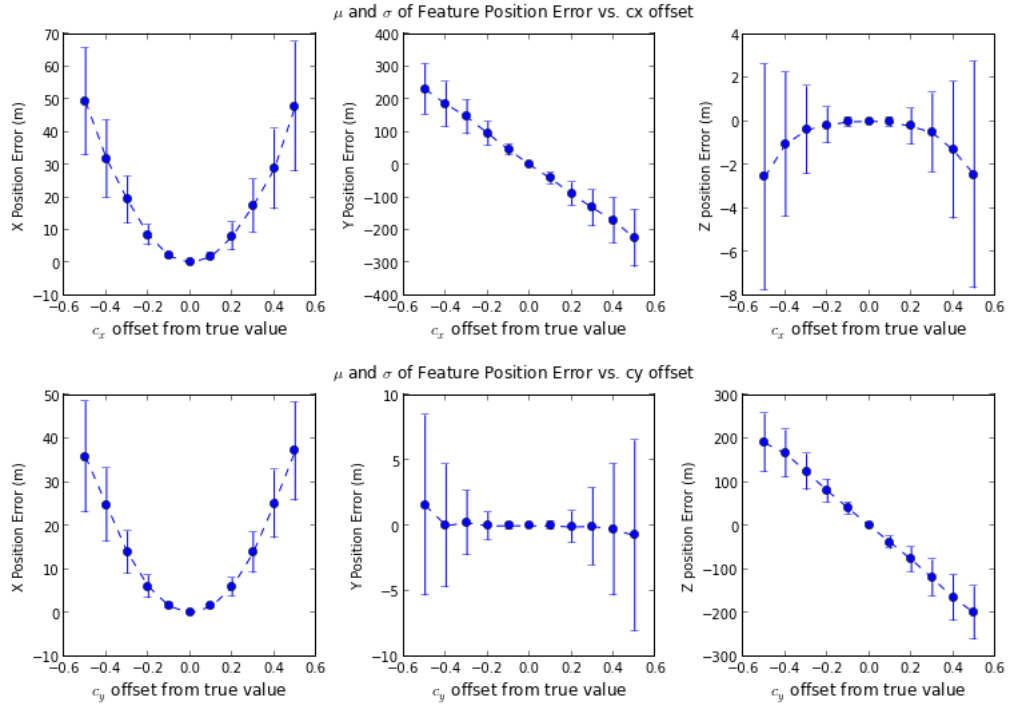 μ and σ of Feature Position Error vs. cx offset
X Position Error (m)
70
60
50
40
30
20
10
0
−10
−0.6 −0.4 −0.2 0.0 0.2 0.4 0.6
cₓ offset from true value
Y Position Error (m)
400
300
200
100
0
−100
−200
−300
−400
−0.6 −0.4 −0.2 0.0 0.2 0.4 0.6
cₓ offset from true value
Z position Error (m)
4
2
0
−2
−4
−6
−8
−0.6 −0.4 −0.2 0.0 0.2 0.4 0.6
cₓ offset from true value
μ and σ of Feature Position Error vs. cy offset
X Position Error (m)
50
40
30
20
10
0
−10
−0.6 −0.4 −0.2 0.0 0.2 0.4 0.6
c_y offset from true value
Y Position Error (m)
10
5
0
−5
−10
−0.6 −0.4 −0.2 0.0 0.2 0.4 0.6
c_y offset from true value
Z position Error (m)
300
200
100
0
−100
−200
−300
−0.6 −0.4 −0.2 0.0 0.2 0.4 0.6
c_y offset from true value